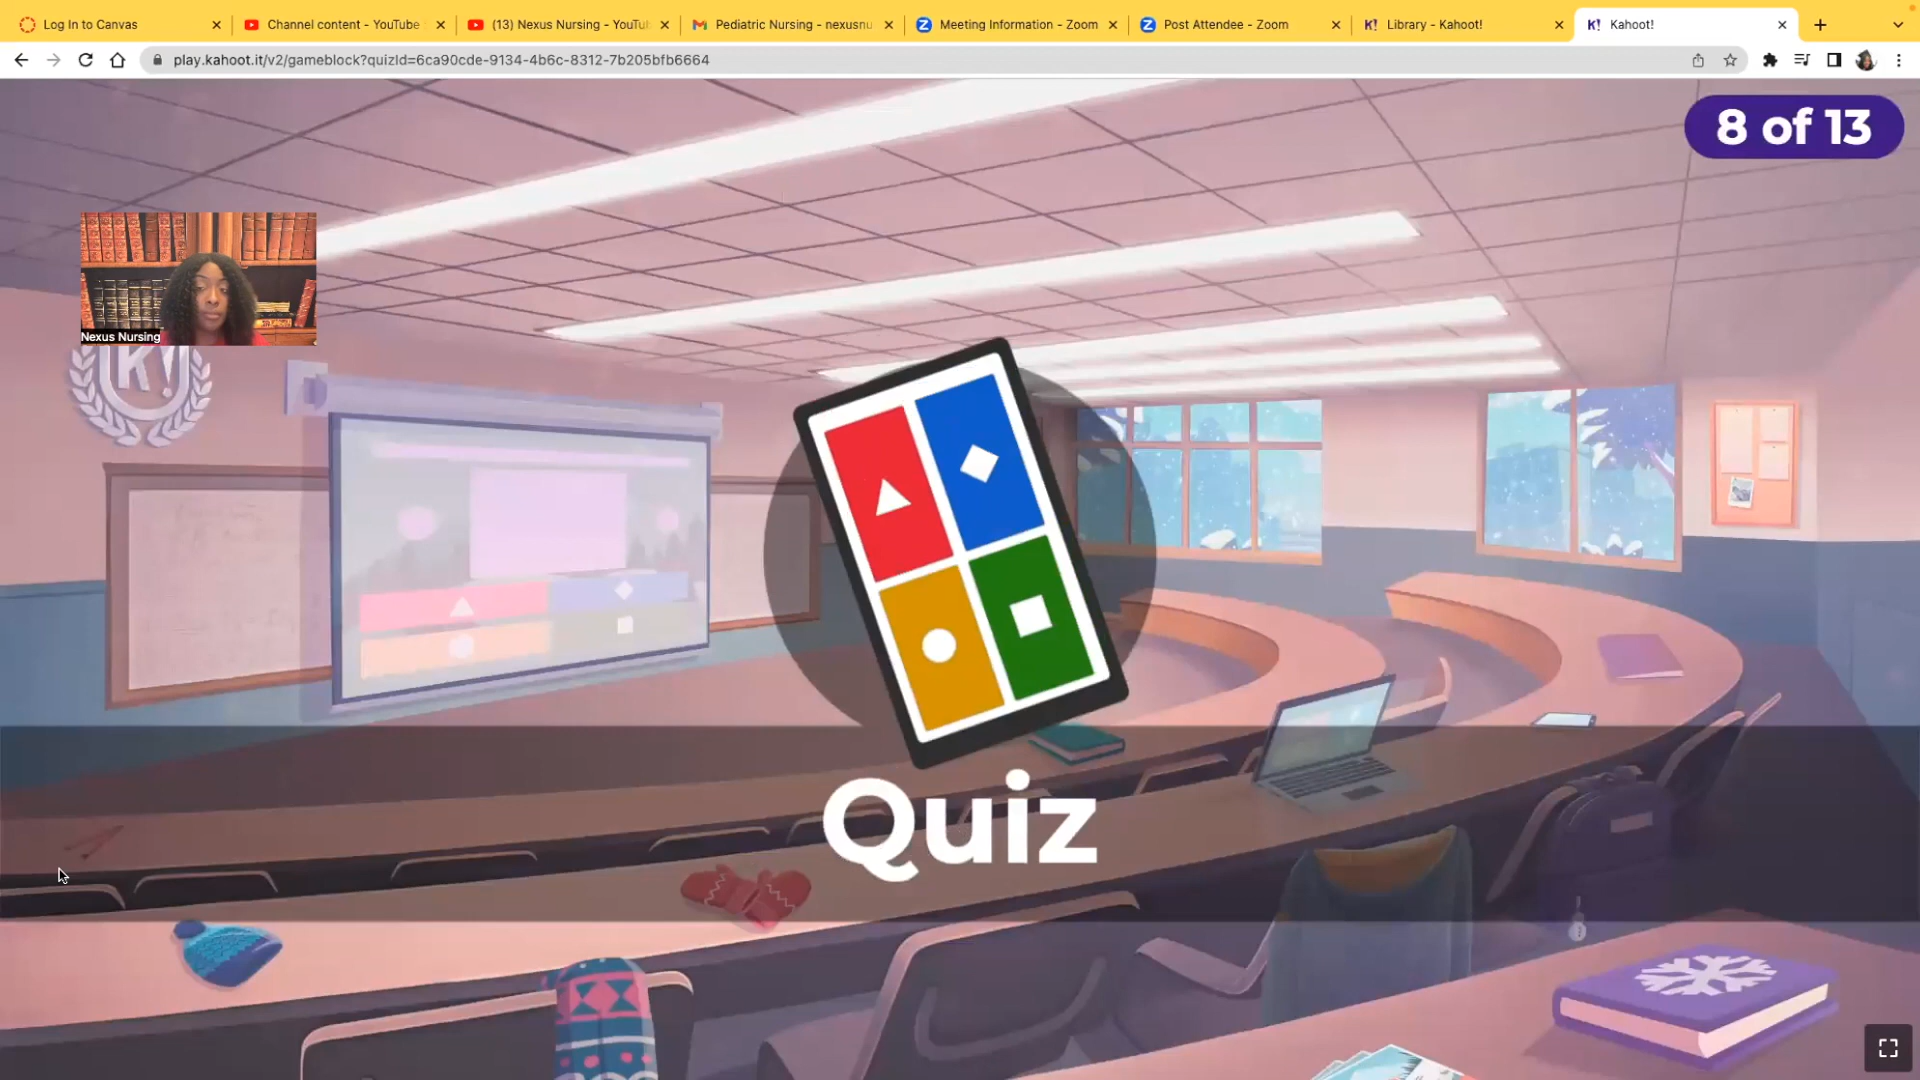 Log In to Canvas
Channel content - YouTube
(13) Nexus Nursing - YouTu
Pediatric Nursing - nexusnu
Meeting Information - Zoom
Post Attendee - Zoom
K! Library - Kahoot!
K! Kahoot!
play.kahoot.it/v2/gameblock?quizId=6ca90cde-9134-4b6c-8312-7b205bfb6664
8 of 13
Nexus Nursing
K!
Quiz